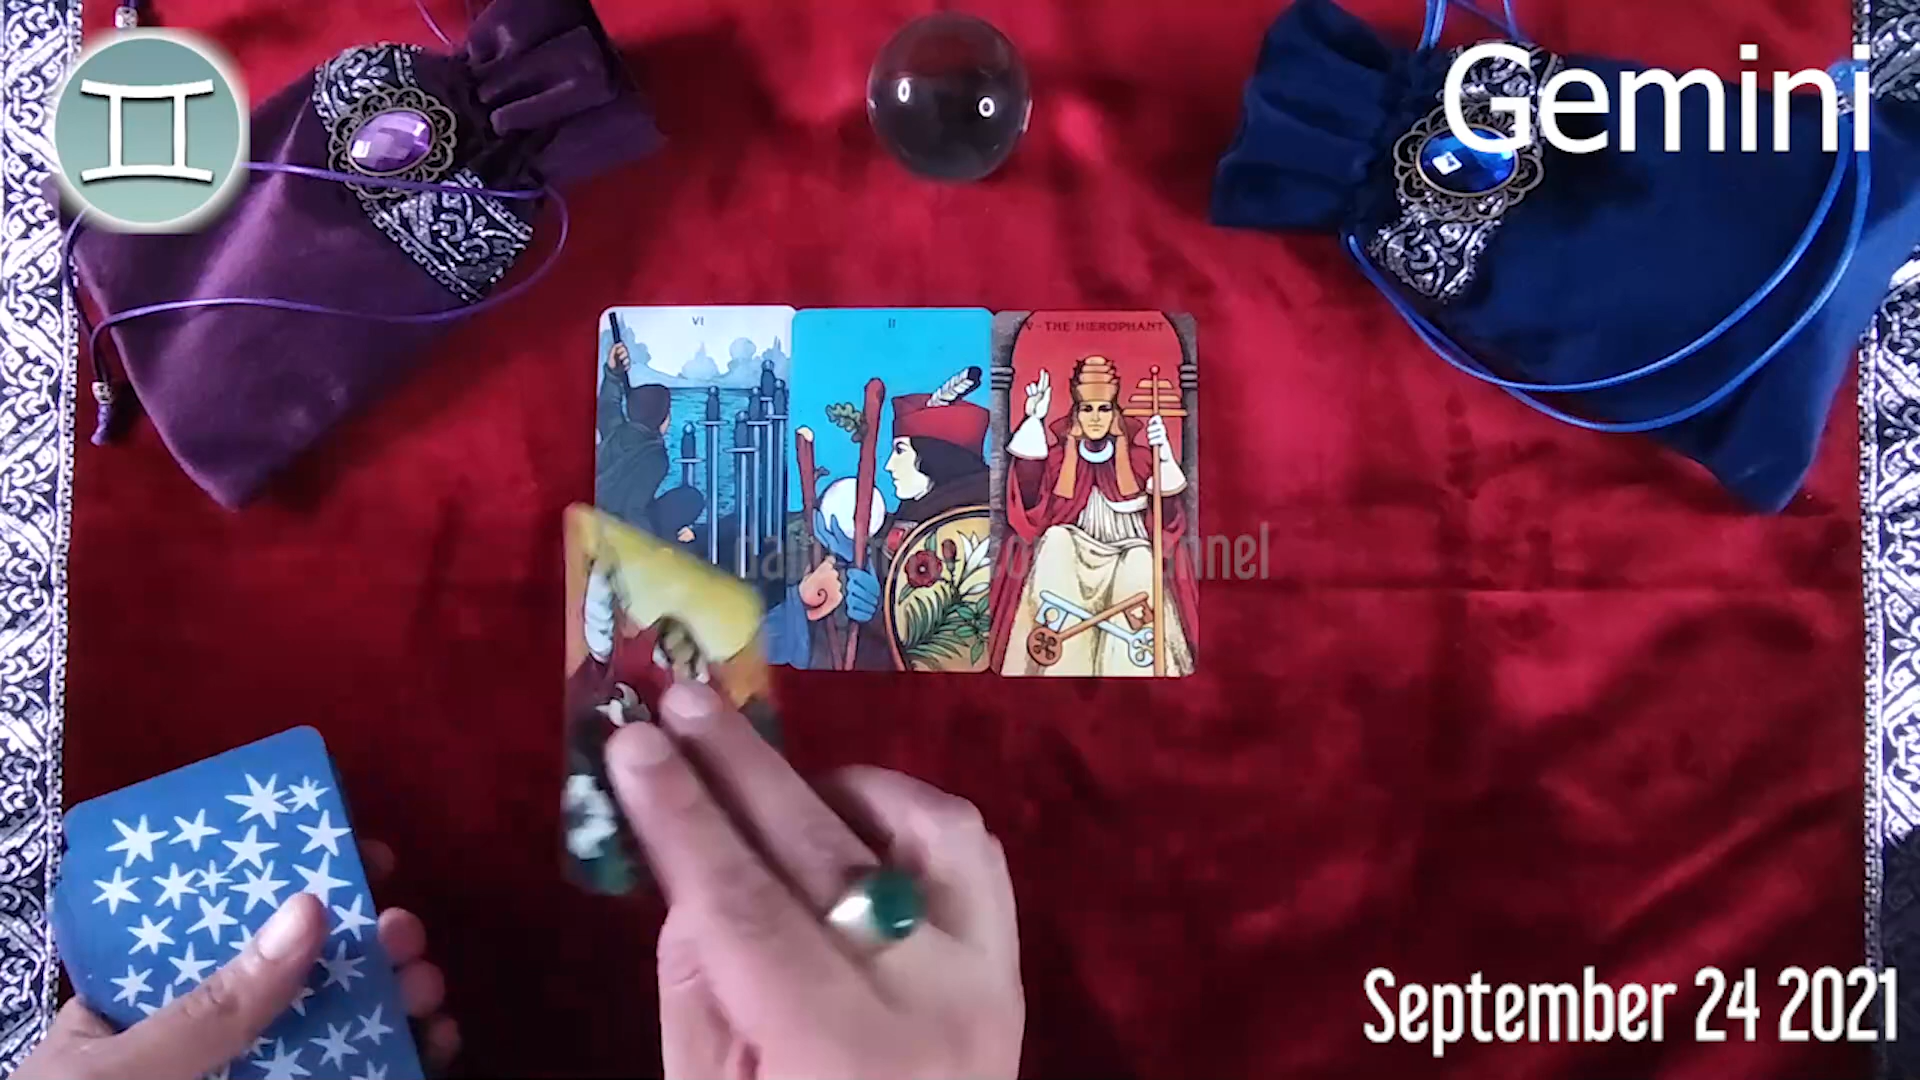 Gemini
VI
II
V - THE HIEROPHANT
September 24 2021